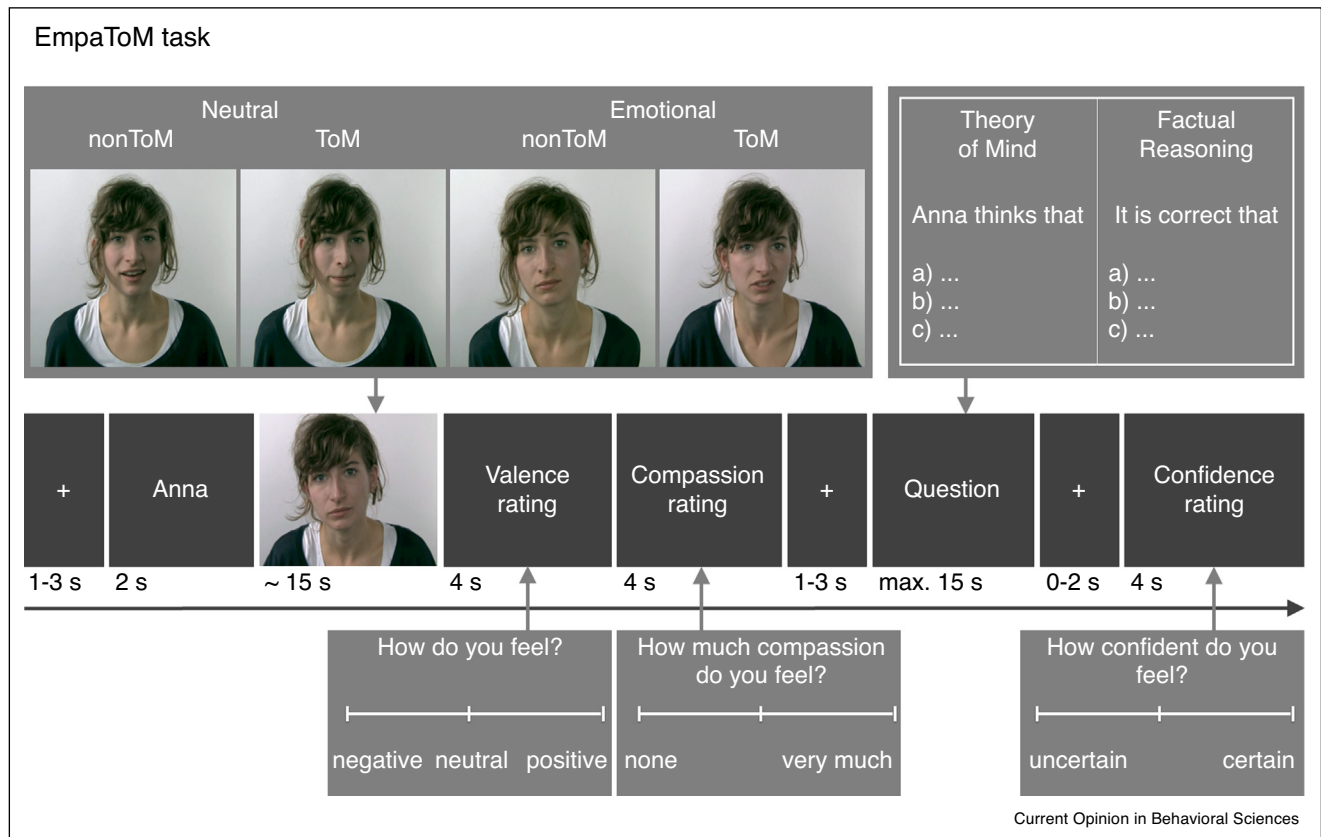 EmpaToM task
Neutral
Emotional
nonToM
ToM
nonToM
ToM
Theory
of Mind
Anna thinks that
a) ...
b) ...
c) ...
Factual
Reasoning
It is correct that
a) ...
b) ...
c) ...
+
Anna
Valence
rating
Compassion
rating
+
Question
+
Confidence
rating
1-3 s
2 s
~ 15 s
4 s
4 s
1-3 s
max. 15 s
0-2 s
4 s
How do you feel?
negative
neutral
positive
How much compassion
do you feel?
none
very much
How confident do you
feel?
uncertain
certain
Current Opinion in Behavioral Sciences